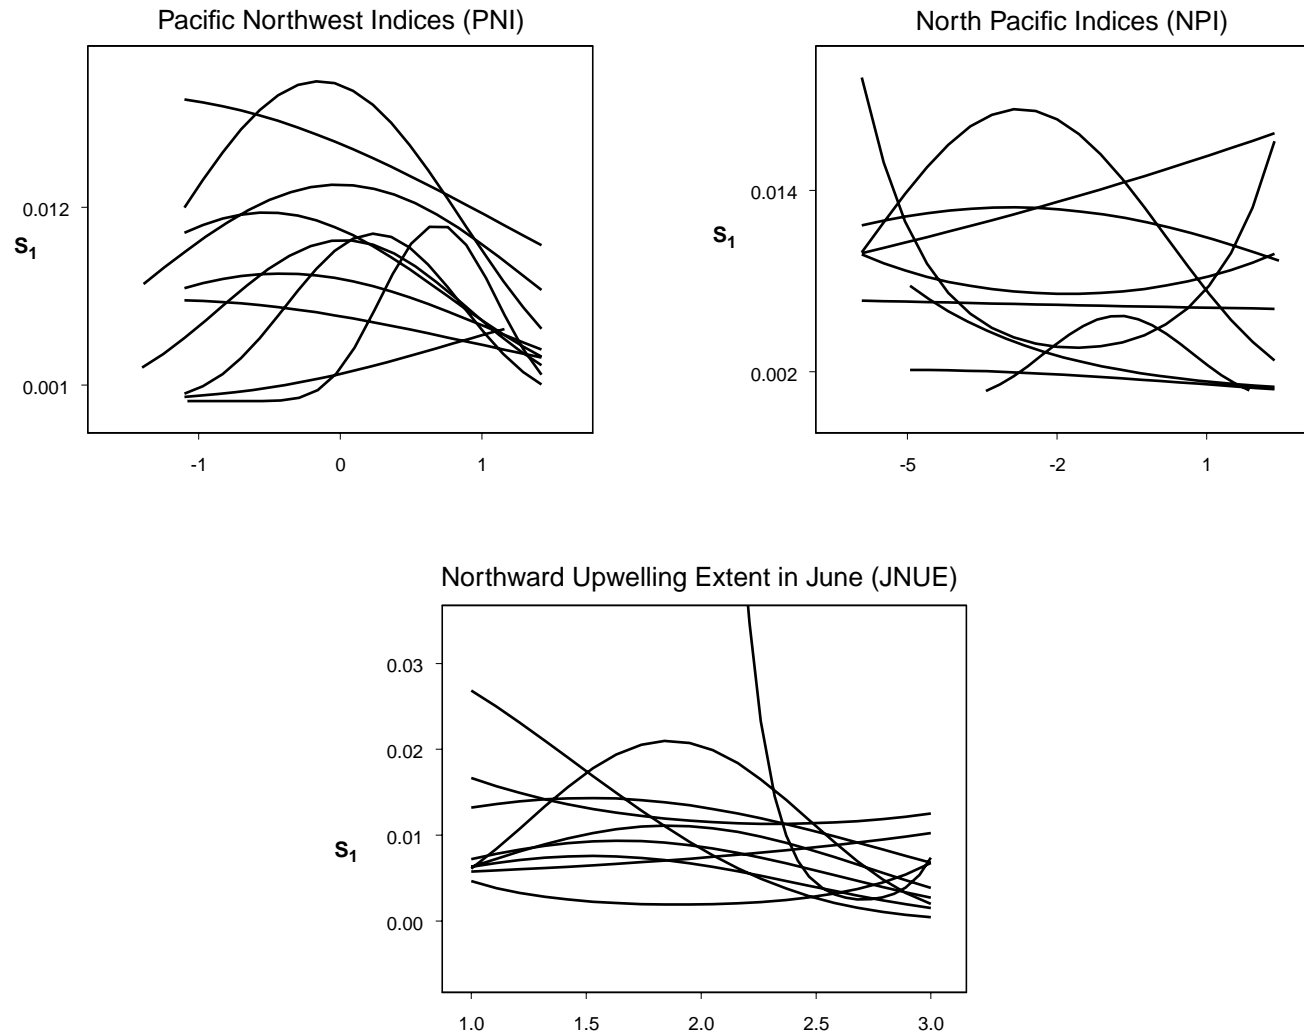 Pacific Northwest Indices (PNI)
0.012
S1
0.001
-1 0 1
North Pacific Indices (NPI)
0.014
S1
0.002
-5 -2 1
Northward Upwelling Extent in June (JNUE)
0.03
0.02
0.01
S1
0.00
1.0 1.5 2.0 2.5 3.0